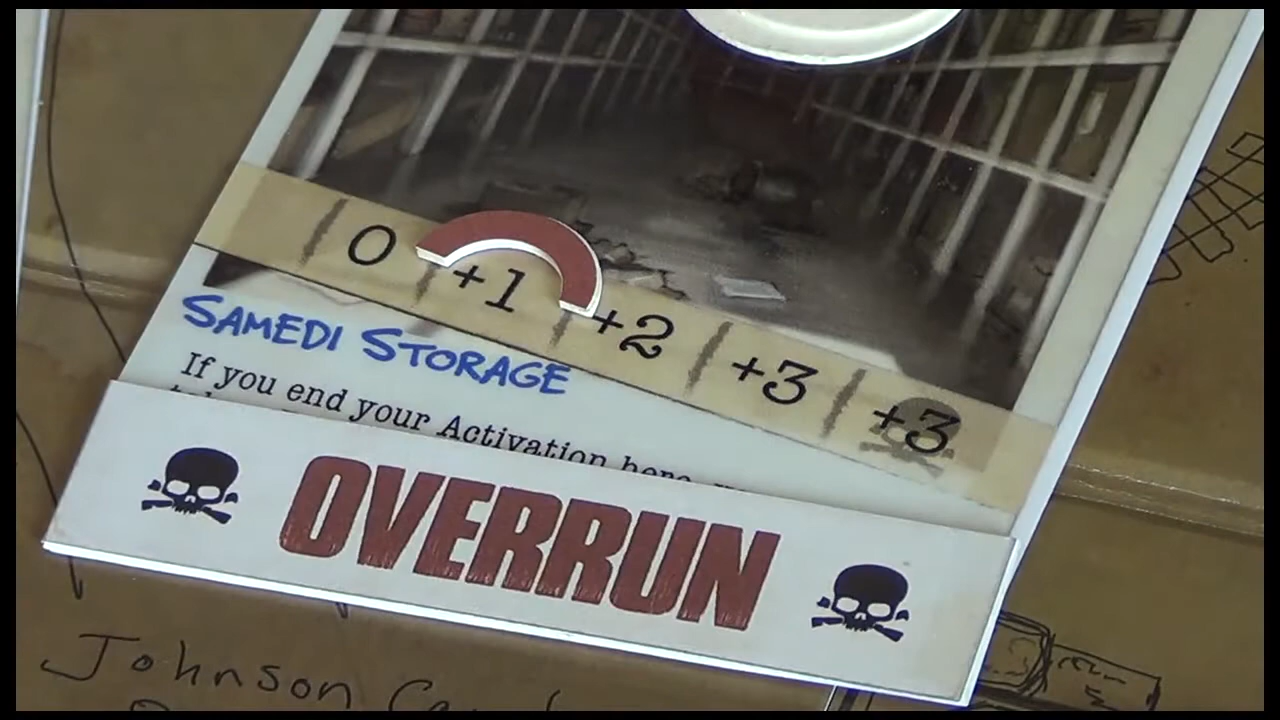 0 +1 +2 +3 +3
SAMEDI STORAGE
If you end your Activation here,
OVERRUN
Johnson